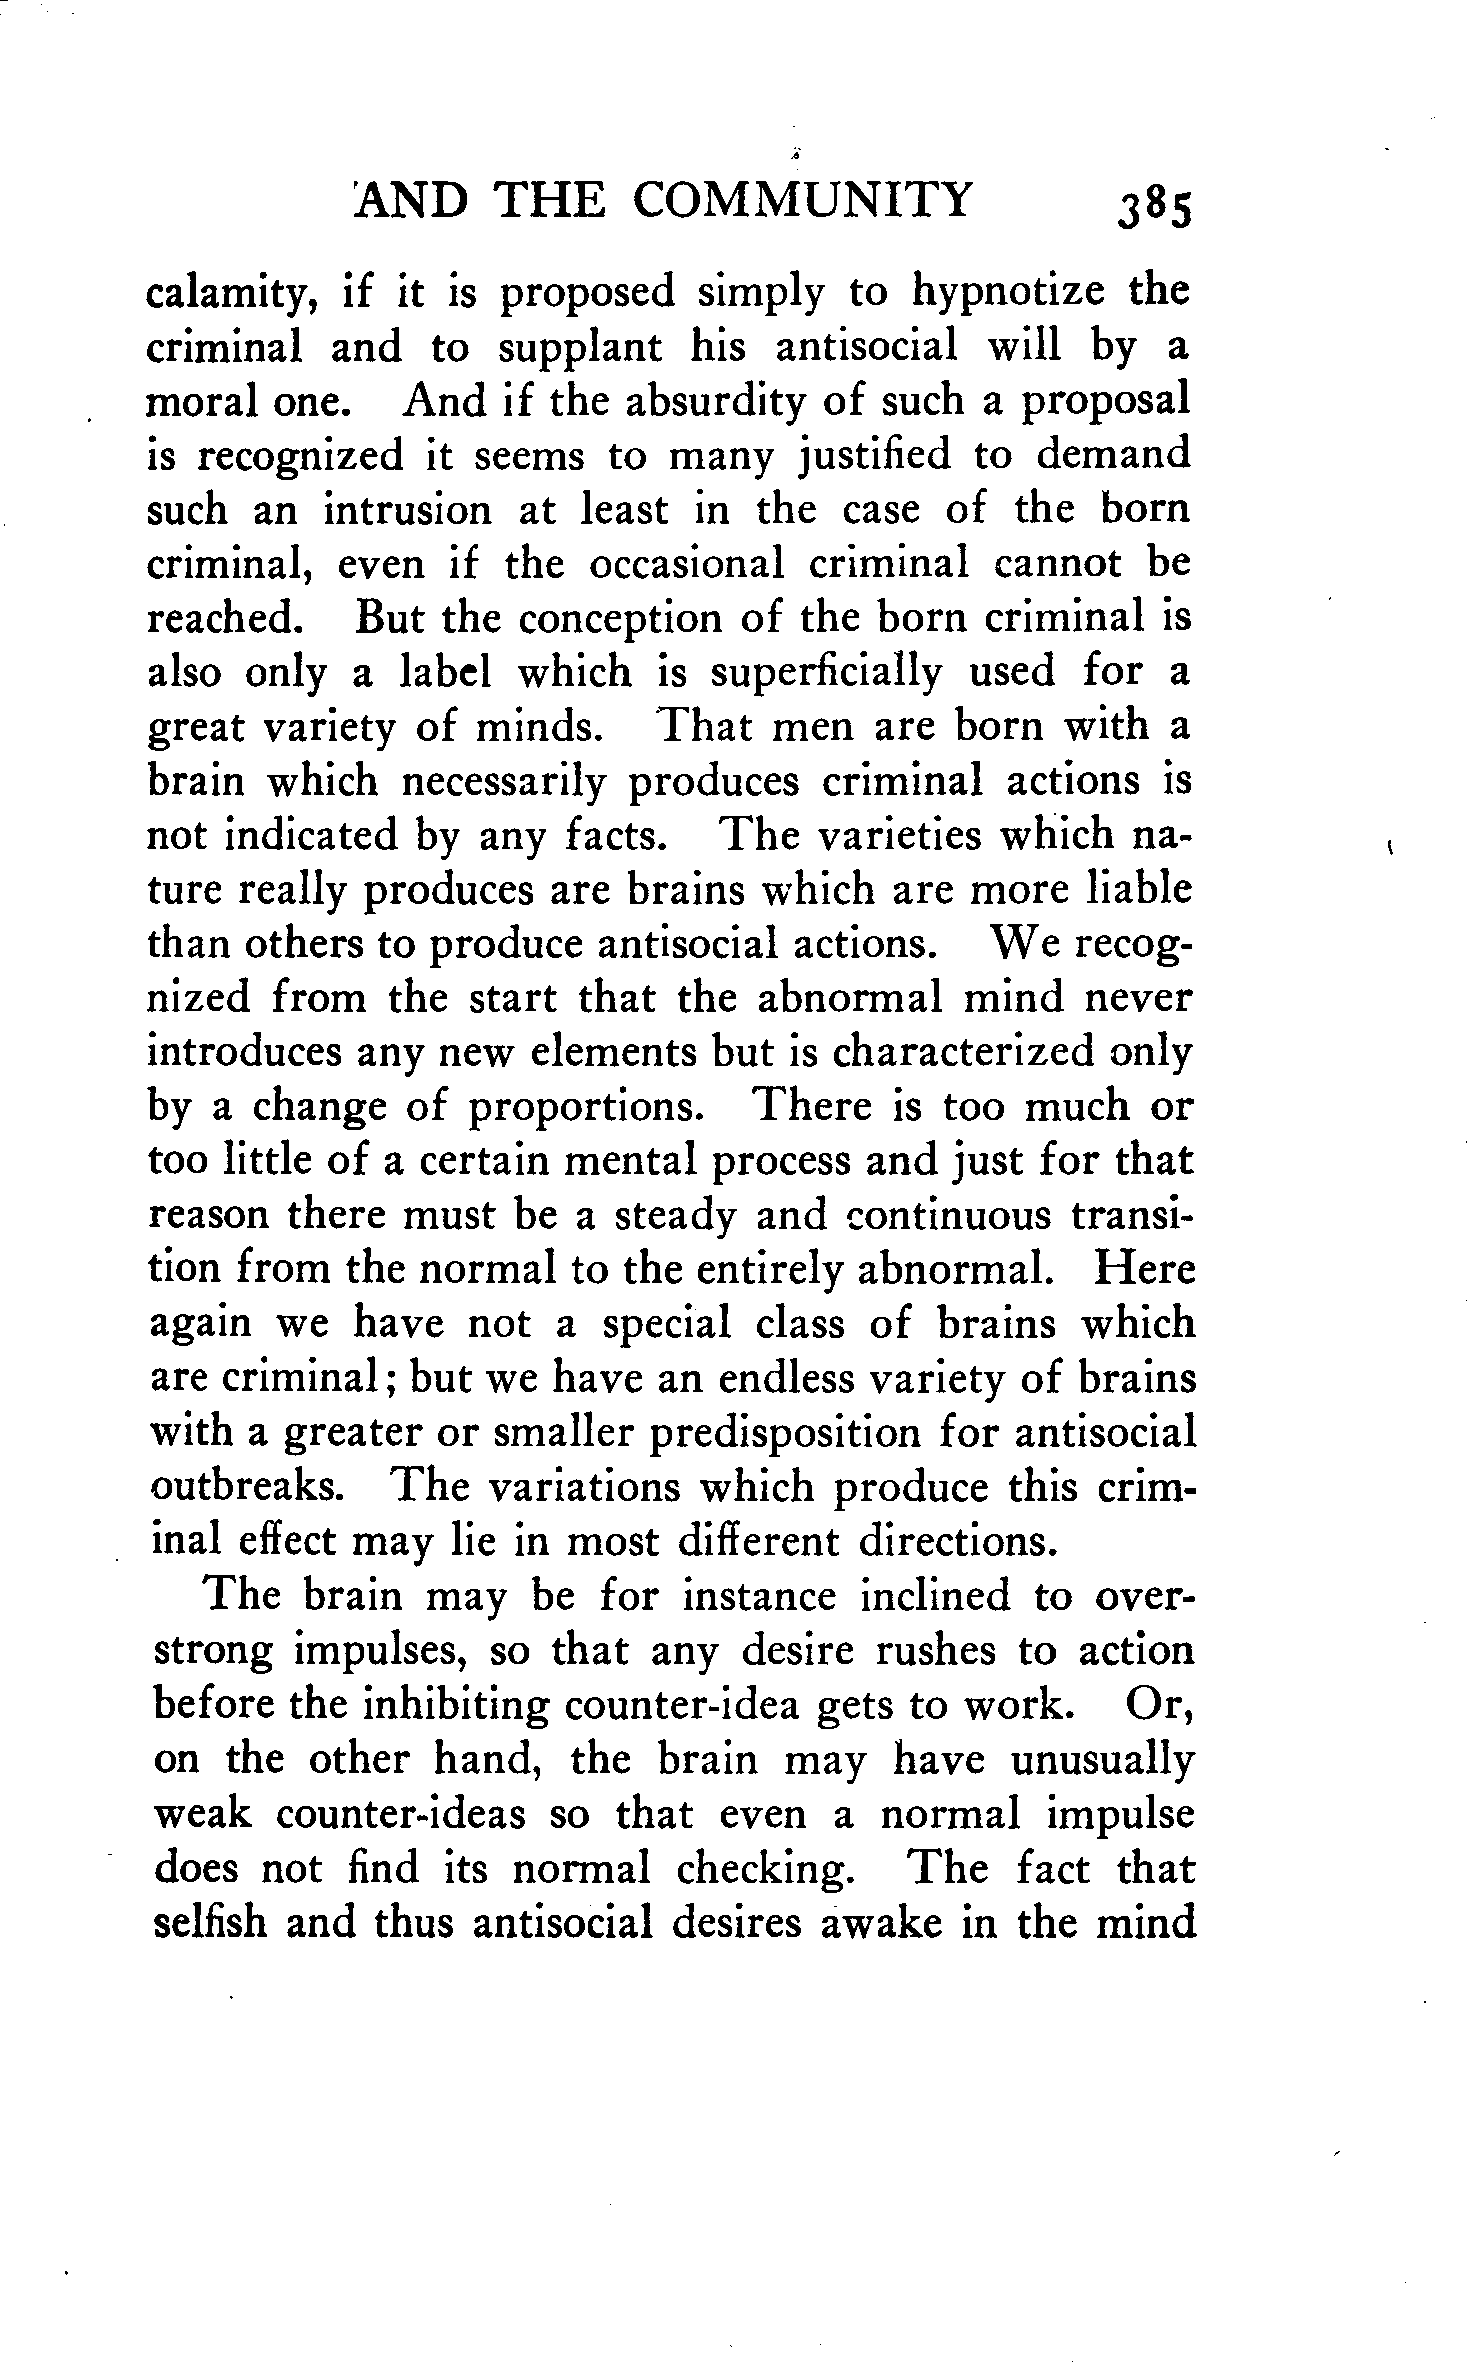 AND THE COMMUNITY 385
calamity, if it is proposed simply to hypnotize the
criminal and to supplant his antisocial will by a
moral one. And if the absurdity of such a proposal
is recognized it seems to many justified to demand
such an intrusion at least in the case of the born
criminal, even if the occasional criminal cannot be
reached. But the conception of the born criminal is
also only a label which is superficially used for a
great variety of minds. That men are born with a
brain which necessarily produces criminal actions is
not indicated by any facts. The varieties which na-
ture really produces are brains which are more liable
than others to produce antisocial actions. We recog-
nized from the start that the abnormal mind never
introduces any new elements but is characterized only
by a change of proportions. There is too much or
too little of a certain mental process and just for that
reason there must be a steady and continuous transi-
tion from the normal to the entirely abnormal. Here
again we have not a special class of brains which
are criminal; but we have an endless variety of brains
with a greater or smaller predisposition for antisocial
outbreaks. The variations which produce this crim-
inal effect may lie in most different directions.
The brain may be for instance inclined to over-
strong impulses, so that any desire rushes to action
before the inhibiting counter-idea gets to work. Or,
on the other hand, the brain may have unusually
weak counter-ideas so that even a normal impulse
does not find its normal checking. The fact that
selfish and thus antisocial desires awake in the mind